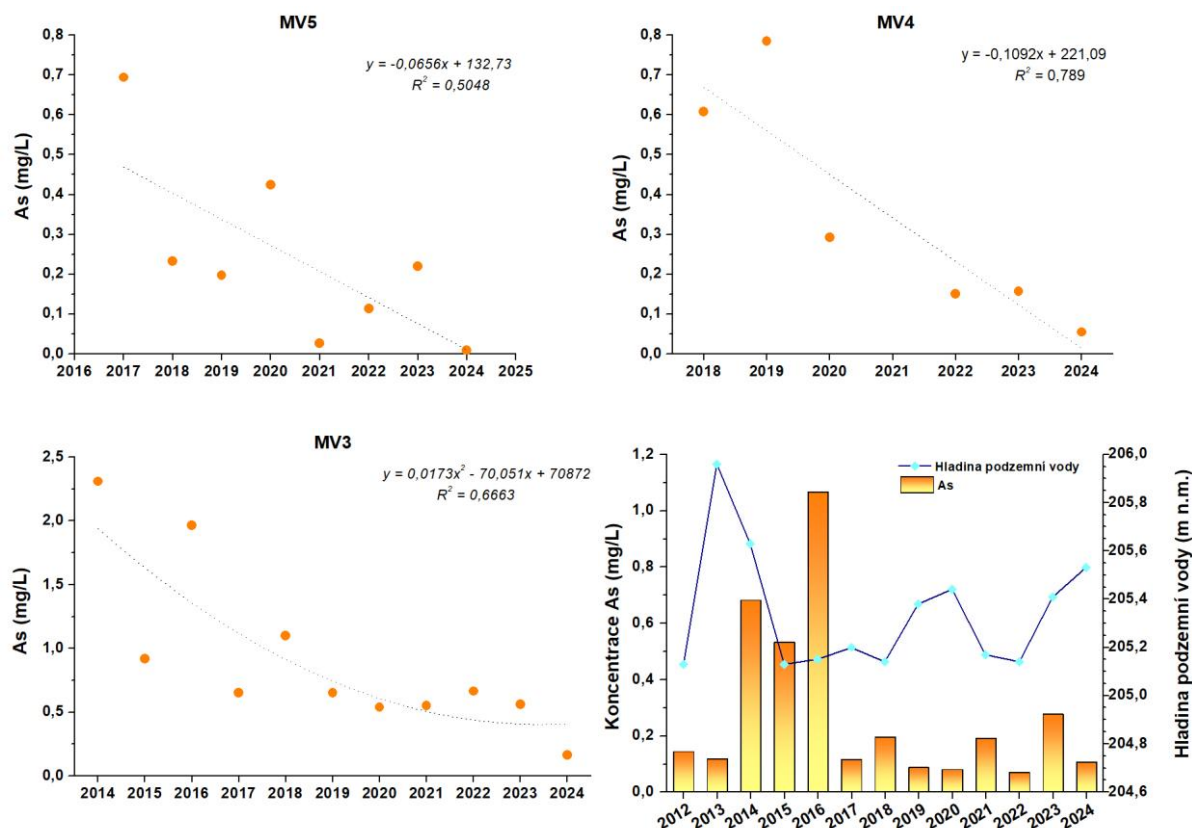 MV5
y = -0,0656x + 132,73
R² = 0,5048
0,8
0,7
0,6
0,5
0,4
0,3
0,2
0,1
0,0
As (mg/L)
2016 2017 2018 2019 2020 2021 2022 2023 2024 2025
MV4
y = -0,1092x + 221,09
R² = 0,789
0,8
0,7
0,6
0,5
0,4
0,3
0,2
0,1
0,0
As (mg/L)
2018 2019 2020 2021 2022 2023 2024
MV3
y = 0,0173x² - 70,051x + 70872
R² = 0,6663
2,5
2,0
1,5
1,0
0,5
0,0
As (mg/L)
2014 2015 2016 2017 2018 2019 2020 2021 2022 2023 2024
Hladina podzemní vody
As
1,2
1,0
0,8
0,6
0,4
0,2
0,0
Koncentrace As (mg/L)
206,0
205,8
205,6
205,4
205,2
205,0
204,8
204,6
Hladina podzemní vody (m n.m.)
2012 2013 2014 2015 2016 2017 2018 2019 2020 2021 2022 2023 2024